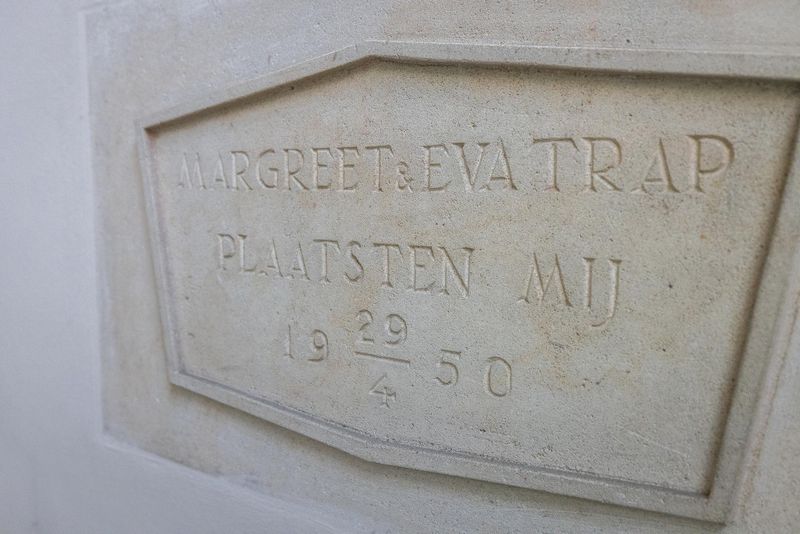 MARGREET & EVA TRAP
PLAATSTEN MIJ
19 29/4 50